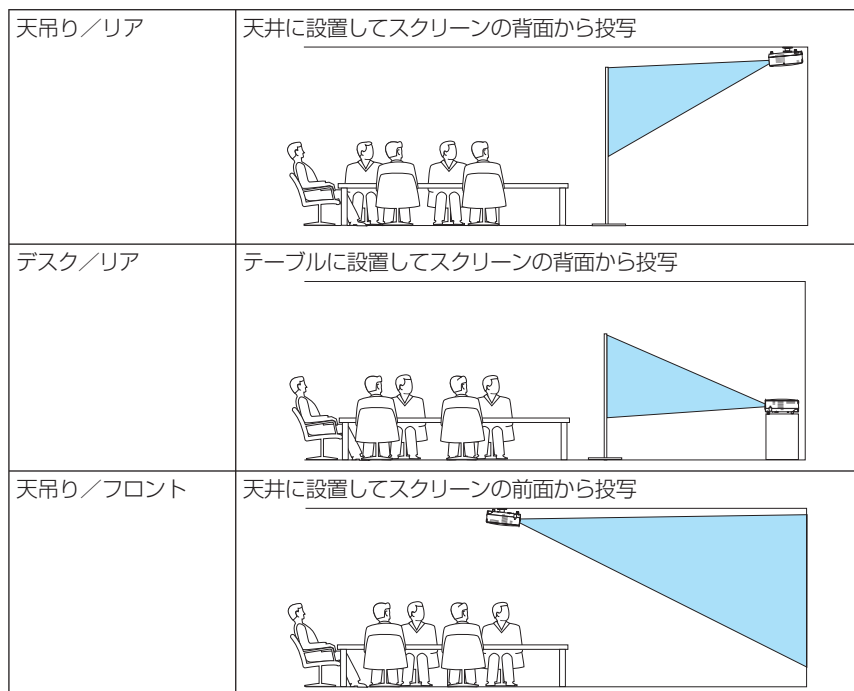 天吊り／リア
天井に設置してスクリーンの背面から投写
デスク／リア
テーブルに設置してスクリーンの背面から投写
天吊り／フロント
天井に設置してスクリーンの前面から投写